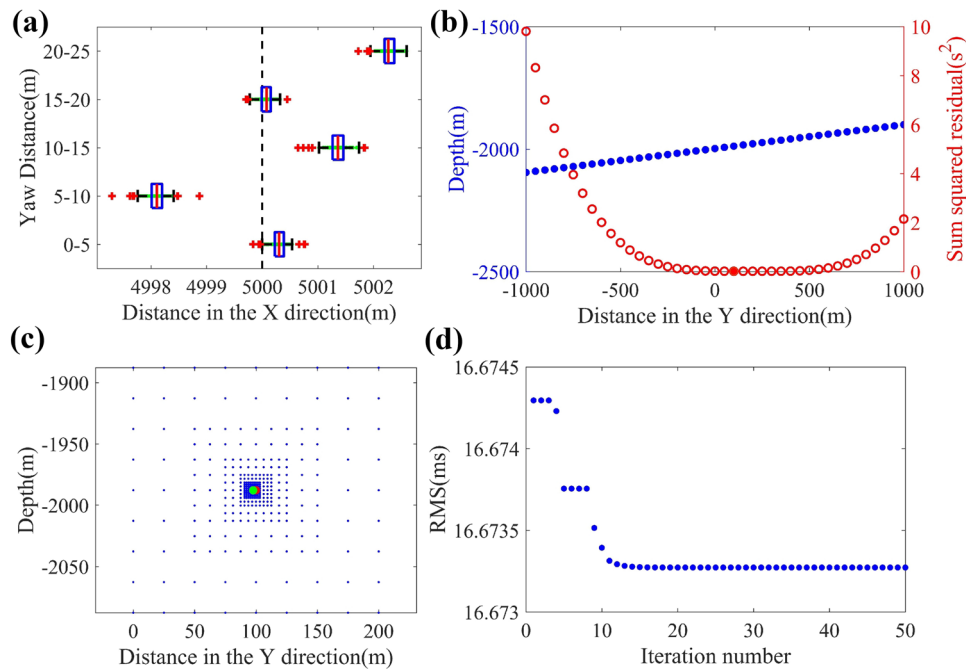 (a)
Yaw Distance(m)
20-25
15-20
10-15
5-10
0-5
4998 4999 5000 5001 5002
Distance in the X direction(m)
(b)
Depth(m)
-1500
-2000
-2500
-1000 -500 0 500 1000
Distance in the Y direction(m)
10
8
6
4
2
0
Sum squared residual(s²)
(c)
Depth(m)
-1900
-1950
-2000
-2050
0 50 100 150 200
Distance in the Y direction(m)
(d)
RMS(ms)
16.6745
16.674
16.6735
16.673
0 10 20 30 40 50
Iteration number